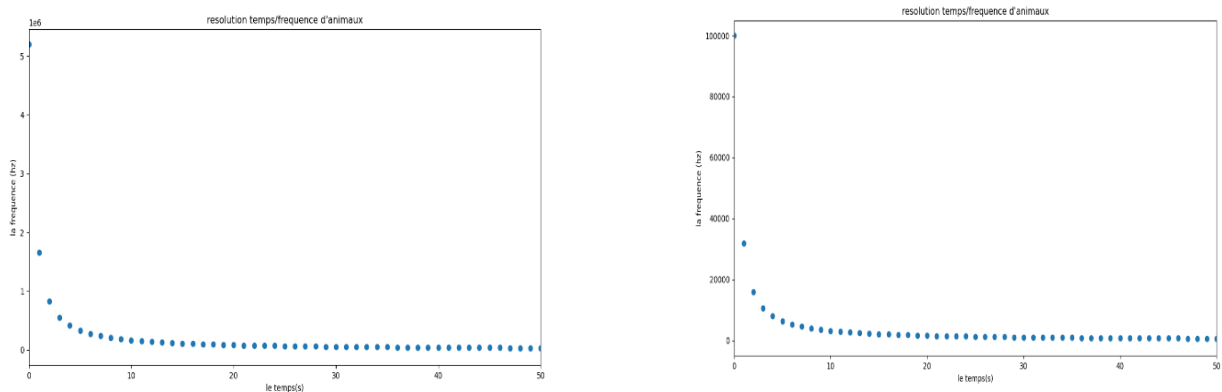 resolution temps/frequence d'animaux
1e6
5
4
3
2
1
0
la frequence (hz)
0 10 20 30 40 50
le temps(s)
resolution temps/frequence d'animaux
100000
80000
60000
40000
20000
0
la frequence (hz)
0 10 20 30 40 50
le temps(s)